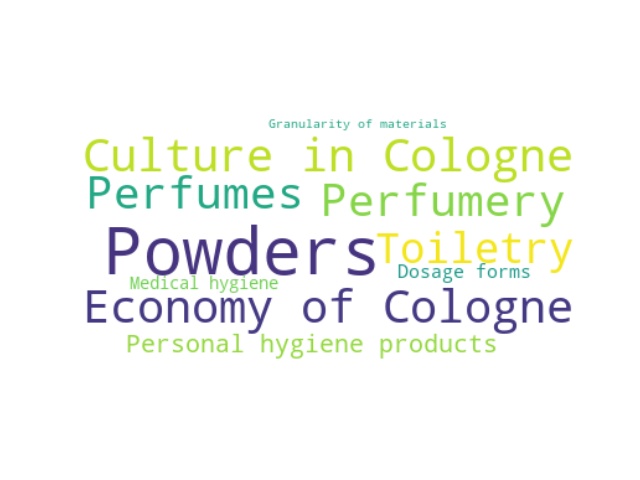 Granularity of materials
Culture in Cologne
Perfumes
Perfumery
Powders
Toiletry
Dosage forms
Medical hygiene
Economy of Cologne
Personal hygiene products